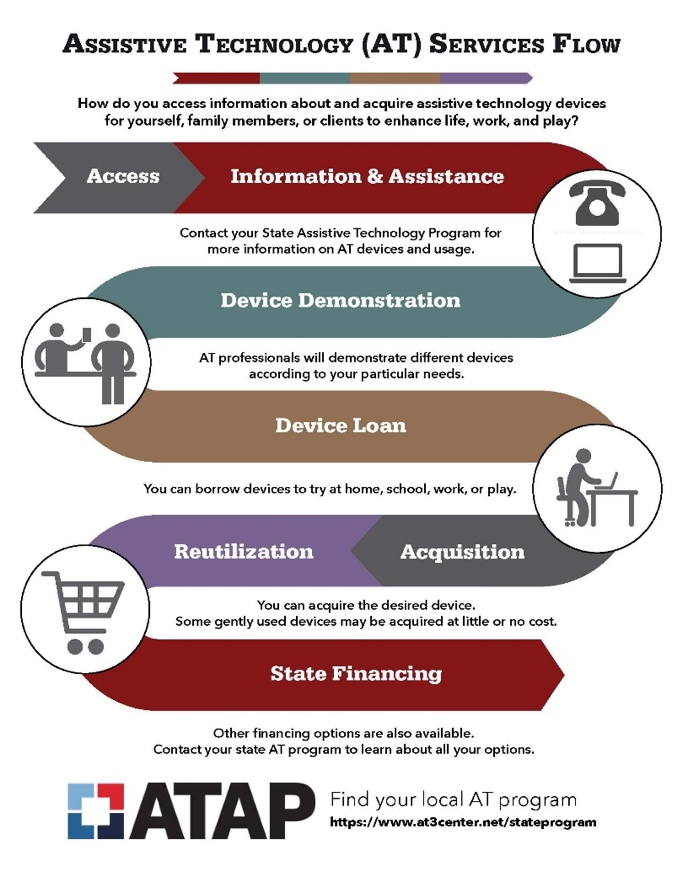 Assistive Technology (AT) Services Flow
How do you access information about and acquire assistive technology devices
for yourself, family members, or clients to enhance life, work, and play?
Access
Information & Assistance
Contact your State Assistive Technology Program for
more information on AT devices and usage.
Device Demonstration
AT professionals will demonstrate different devices
according to your particular needs.
Device Loan
You can borrow devices to try at home, school, work, or play.
Reutilization
Acquisition
You can acquire the desired device.
Some gently used devices may be acquired at little or no cost.
State Financing
Other financing options are also available.
Contact your state AT program to learn about all your options.
ATAP
Find your local AT program
https://www.at3center.net/stateprogram